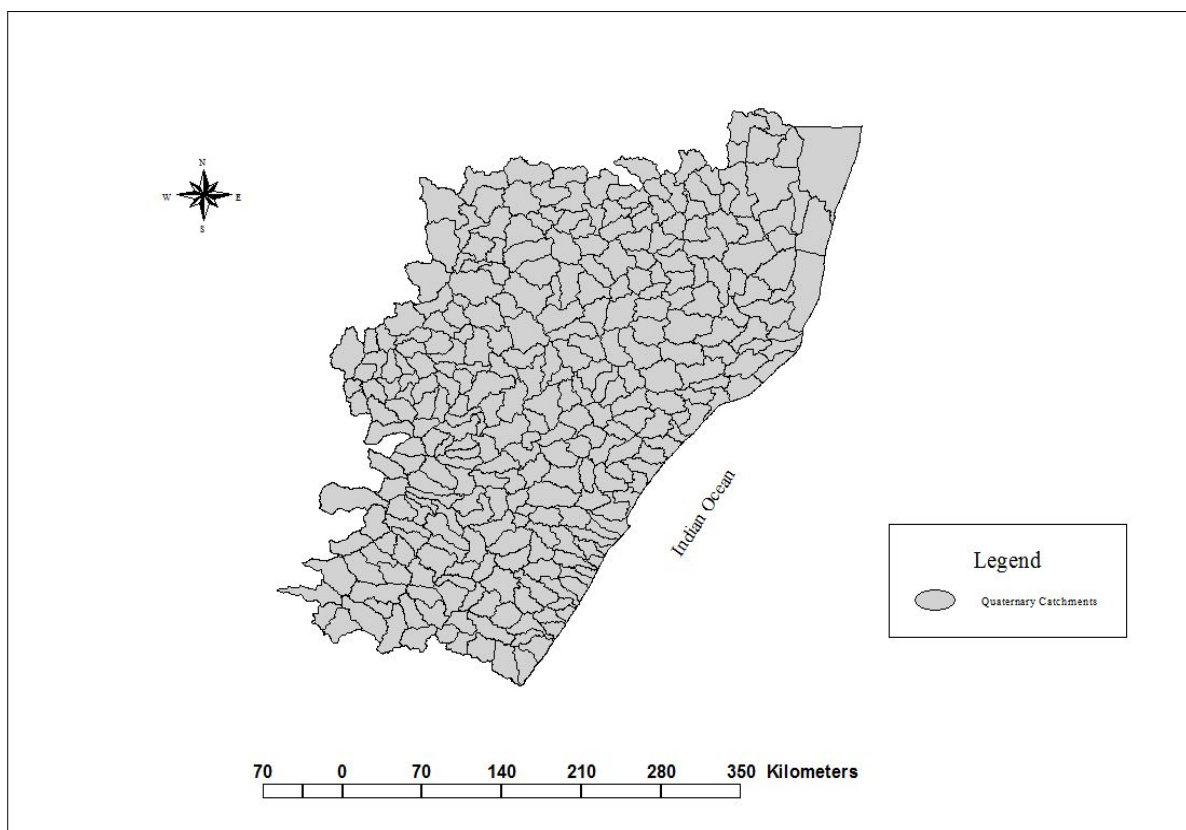 N
W E
S
Indian Ocean
Legend
Quaternary Catchments
70 0 70 140 210 280 350 Kilometers